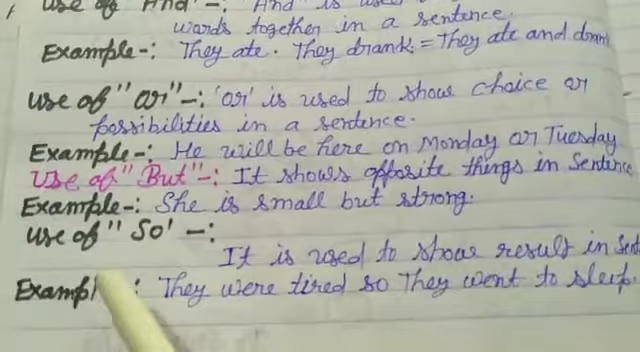 use of "And" -: And is used
words together in a sentence.
Example-: They ate. They drank. = They ate and drank
use of "or"-: 'or' is used to show choice or
possibilities in a sentence.
Example-: He will be here on Monday or Tuesday
Use of "But"-: It shows opposite things in Sentence
Example-: She is small but strong.
use of "So' -:
It is used to show result in Sent
Exampl : They were tired so They went to sleep.